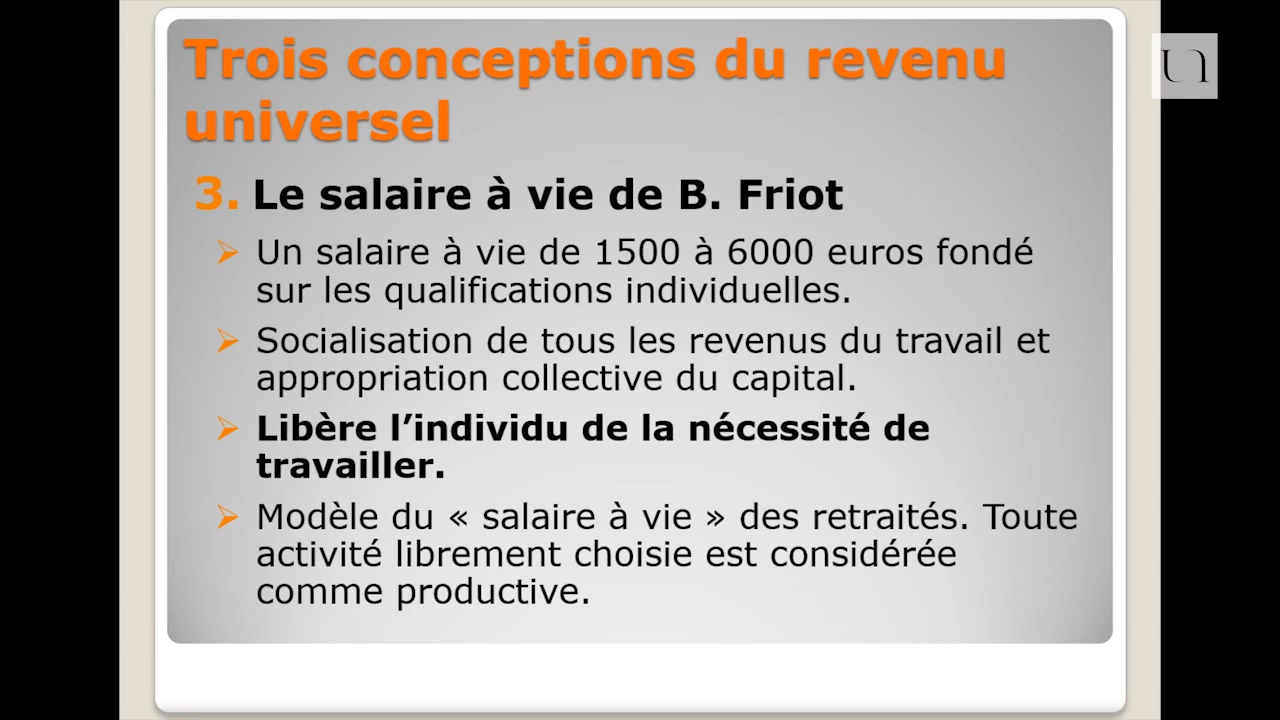 Trois conceptions du revenu
universel
3. Le salaire à vie de B. Friot
Un salaire à vie de 1500 à 6000 euros fondé
sur les qualifications individuelles.
Socialisation de tous les revenus du travail et
appropriation collective du capital.
Libère l’individu de la nécessité de
travailler.
Modèle du « salaire à vie » des retraités. Toute
activité librement choisie est considérée
comme productive.